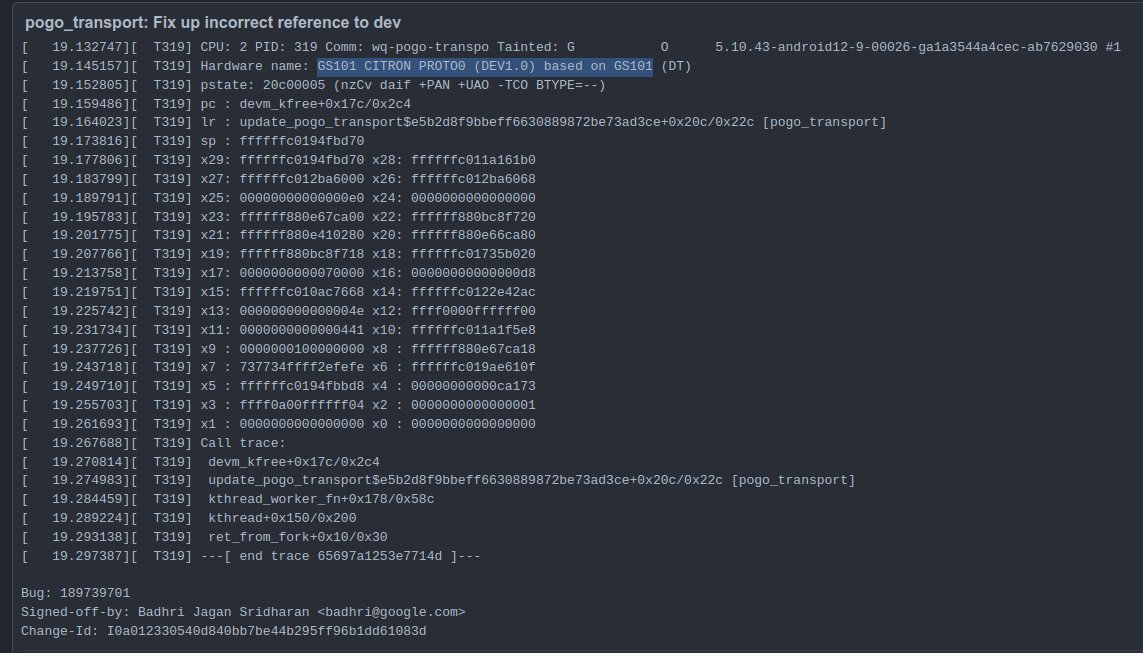 pogo_transport: Fix up incorrect reference to dev
[   19.132747][  T319] CPU: 2 PID: 319 Comm: wq-pogo-transpo Tainted: G           O      5.10.43-android12-9-00026-ga1a3544a4cec-ab7629030 #1
[   19.145157][  T319] Hardware name: GS101 CITRON PROTO0 (DEV1.0) based on GS101 (DT)
[   19.152805][  T319] pstate: 20c00005 (nzCv daif +PAN +UAO -TCO BTYPE=--)
[   19.159486][  T319] pc : devm_kfree+0x17c/0x2c4
[   19.164023][  T319] lr : update_pogo_transport$e5b2d8f9bbeff6630889872be73ad3ce+0x20c/0x22c [pogo_transport]
[   19.173816][  T319] sp : ffffffc0194fbd70
[   19.177806][  T319] x29: ffffffc0194fbd70 x28: ffffffc011a161b0
[   19.183799][  T319] x27: ffffffc012ba6000 x26: ffffffc012ba6068
[   19.189791][  T319] x25: 00000000000000e0 x24: 0000000000000000
[   19.195783][  T319] x23: ffffff880e67ca00 x22: ffffff880bc8f720
[   19.201775][  T319] x21: ffffff880e410280 x20: ffffff880e66ca80
[   19.207766][  T319] x19: ffffff880bc8f718 x18: ffffffc01735b020
[   19.213758][  T319] x17: 0000000000070000 x16: 00000000000000d8
[   19.219751][  T319] x15: ffffffc010ac7668 x14: ffffffc0122e42ac
[   19.225742][  T319] x13: 000000000000004e x12: ffff0000ffffff00
[   19.231734][  T319] x11: 0000000000000441 x10: ffffffc011a1f5e8
[   19.237726][  T319] x9 : 0000000100000000 x8 : ffffff880e67ca18
[   19.243718][  T319] x7 : 737734ffff2efefe x6 : ffffffc019ae610f
[   19.249710][  T319] x5 : ffffffc0194fbbd8 x4 : 00000000000ca173
[   19.255703][  T319] x3 : ffff0a00ffffff04 x2 : 0000000000000001
[   19.261693][  T319] x1 : 0000000000000000 x0 : 0000000000000000
[   19.267688][  T319] Call trace:
[   19.270814][  T319]  devm_kfree+0x17c/0x2c4
[   19.274983][  T319]  update_pogo_transport$e5b2d8f9bbeff6630889872be73ad3ce+0x20c/0x22c [pogo_transport]
[   19.284459][  T319]  kthread_worker_fn+0x178/0x58c
[   19.289224][  T319]  kthread+0x150/0x200
[   19.293138][  T319]  ret_from_fork+0x10/0x30
[   19.297387][  T319] ---[ end trace 65697a1253e7714d ]---
Bug: 189739701
Signed-off-by: Badhri Jagan Sridharan <badhri@google.com>
Change-Id: I0a012330540d840bb7be44b295ff96b1dd61083d